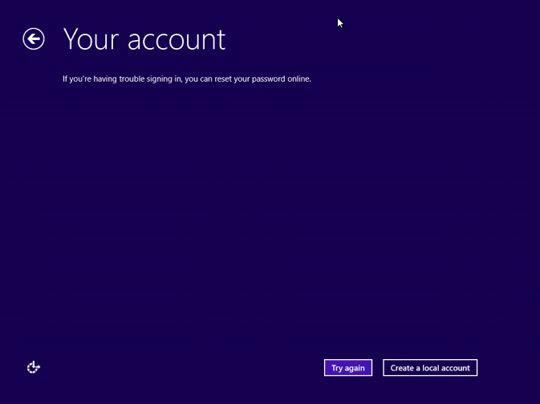 Your account
If you're having trouble signing in, you can reset your password online.
Try again
Create a local account